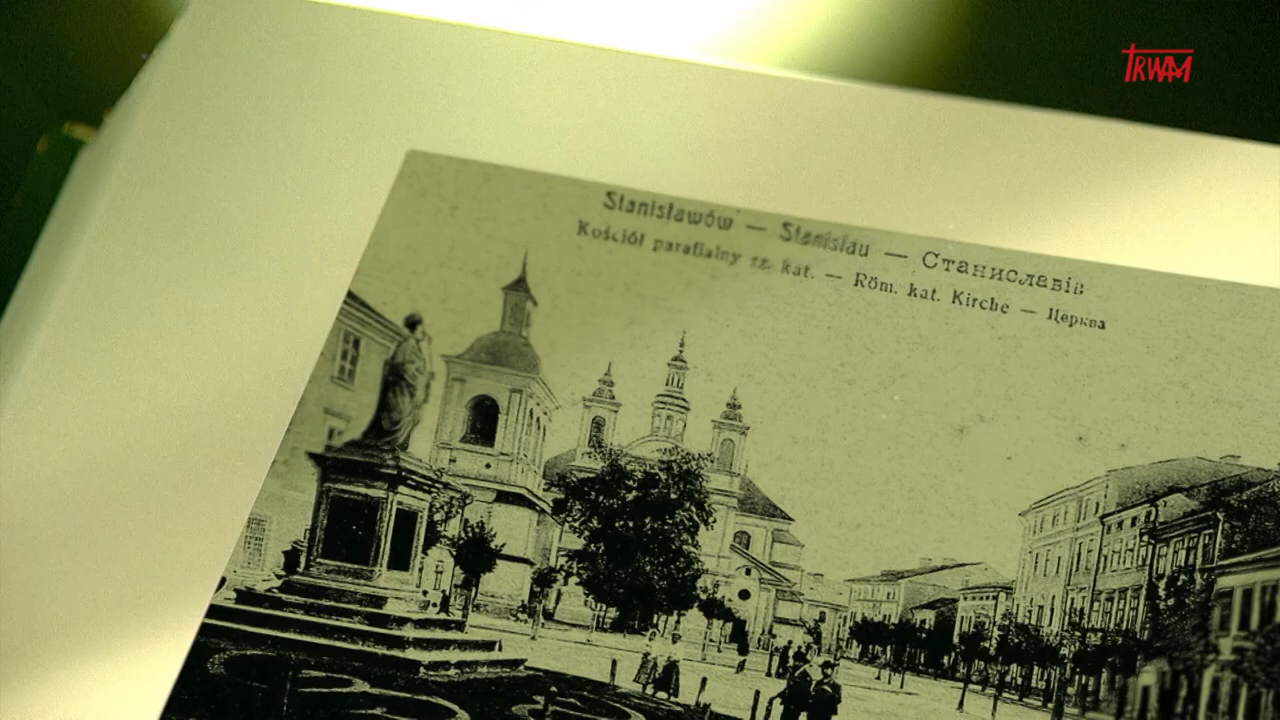 TRWAM
Stanisławów — Stanislau — Станиславів
Kościół parafialny rz. kat. — Röm. kat. Kirche — Церква